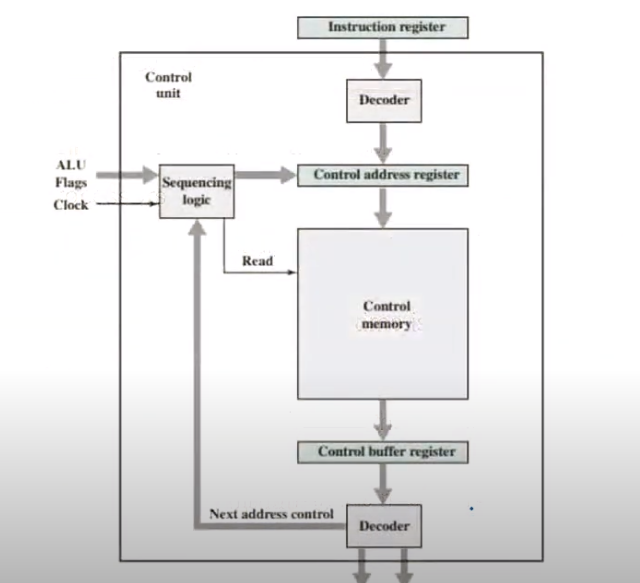 Instruction register
Control
unit
Decoder
ALU
Flags
Clock
Sequencing
logic
Control address register
Read
Control
memory
Control buffer register
Next address control
Decoder